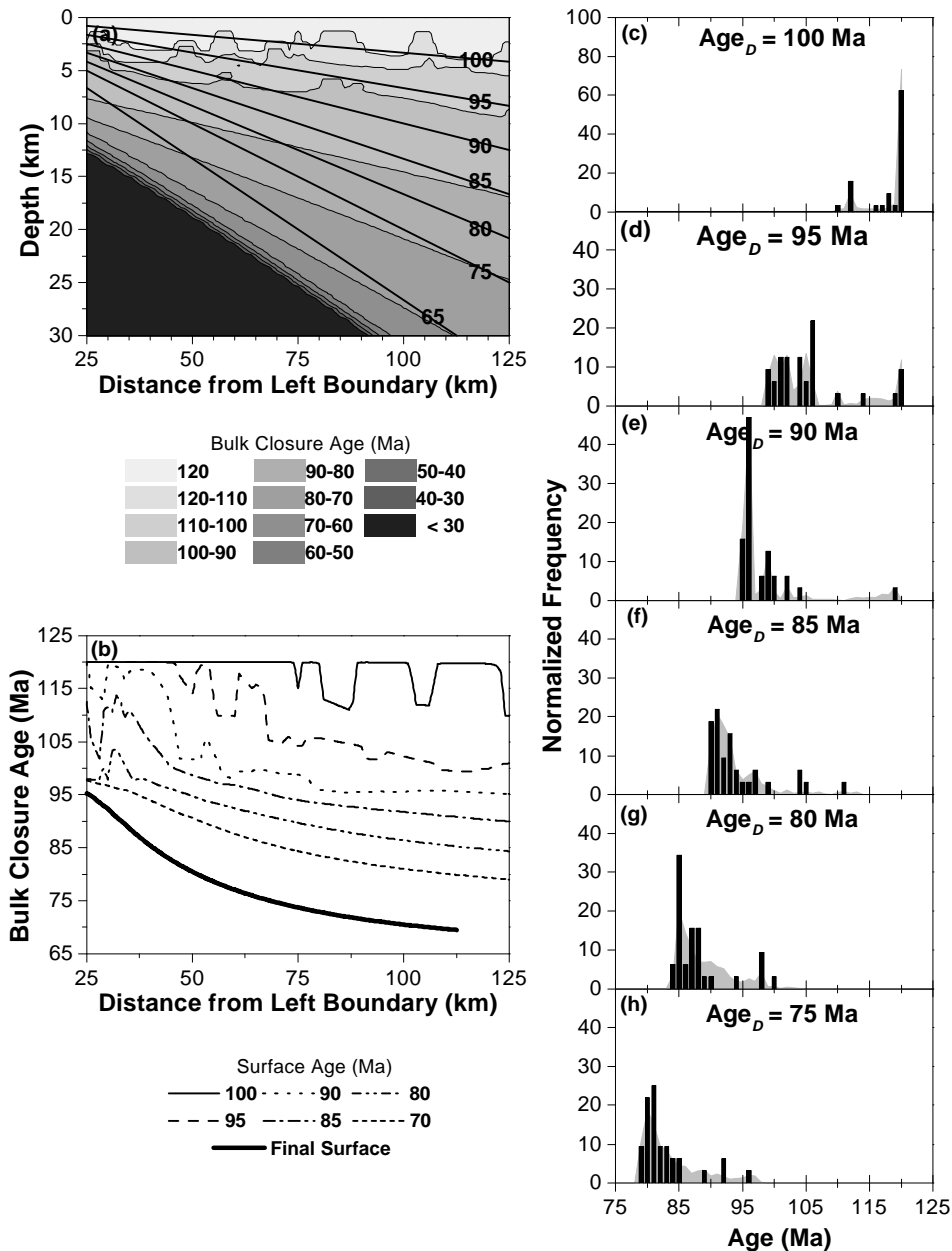 (a)
0
5
10
15
20
25
30
Depth (km)
100
95
90
85
80
75
65
25 50 75 100 125
Distance from Left Boundary (km)
Bulk Closure Age (Ma)
120 90-80 50-40
120-110 80-70 40-30
110-100 70-60 < 30
100-90 60-50
(b)
125
115
105
95
85
75
65
Bulk Closure Age (Ma)
25 50 75 100 125
Distance from Left Boundary (km)
Surface Age (Ma)
100 90 80
95 85 70
Final Surface
(c) Age_D = 100 Ma
100
80
60
40
20
0
(d) Age_D = 95 Ma
40
30
20
10
0
(e) Age_D = 90 Ma
40
30
20
10
0
(f) Age_D = 85 Ma
40
30
20
10
0
(g) Age_D = 80 Ma
40
30
20
10
0
(h) Age_D = 75 Ma
40
30
20
10
0
Normalized Frequency
75 85 95 105 115 125
Age (Ma)